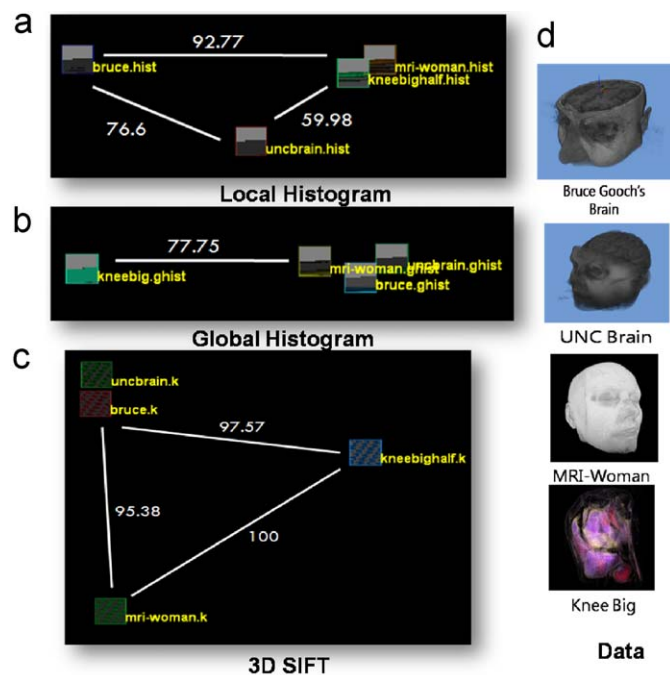 a
92.77
bruce.hist
mri-woman.hist
kneebighalf.hist
76.6
59.98
uncbrain.hist
Local Histogram
b
77.75
kneebig.ghist
mri-woman.ghist
uncbrain.ghist
bruce.ghist
Global Histogram
c
uncbrain.k
bruce.k
97.57
kneebighalf.k
95.38
100
mri-woman.k
3D SIFT
d
Bruce Gooch's
Brain
UNC Brain
MRI-Woman
Knee Big
Data